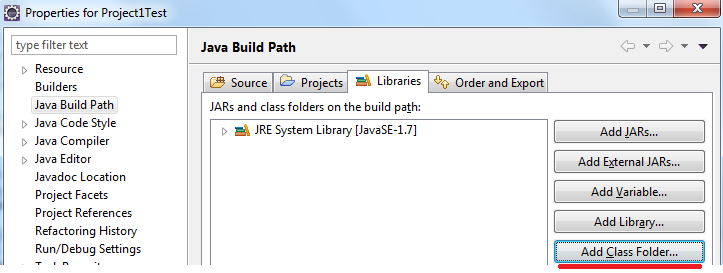 Properties for Project1Test
type filter text
Resource
Builders
Java Build Path
Java Code Style
Java Compiler
Java Editor
Javadoc Location
Project Facets
Project References
Refactoring History
Run/Debug Settings
Java Build Path
Source
Projects
Libraries
Order and Export
JARs and class folders on the build path:
JRE System Library [JavaSE-1.7]
Add JARs...
Add External JARs...
Add Variable...
Add Library...
Add Class Folder...